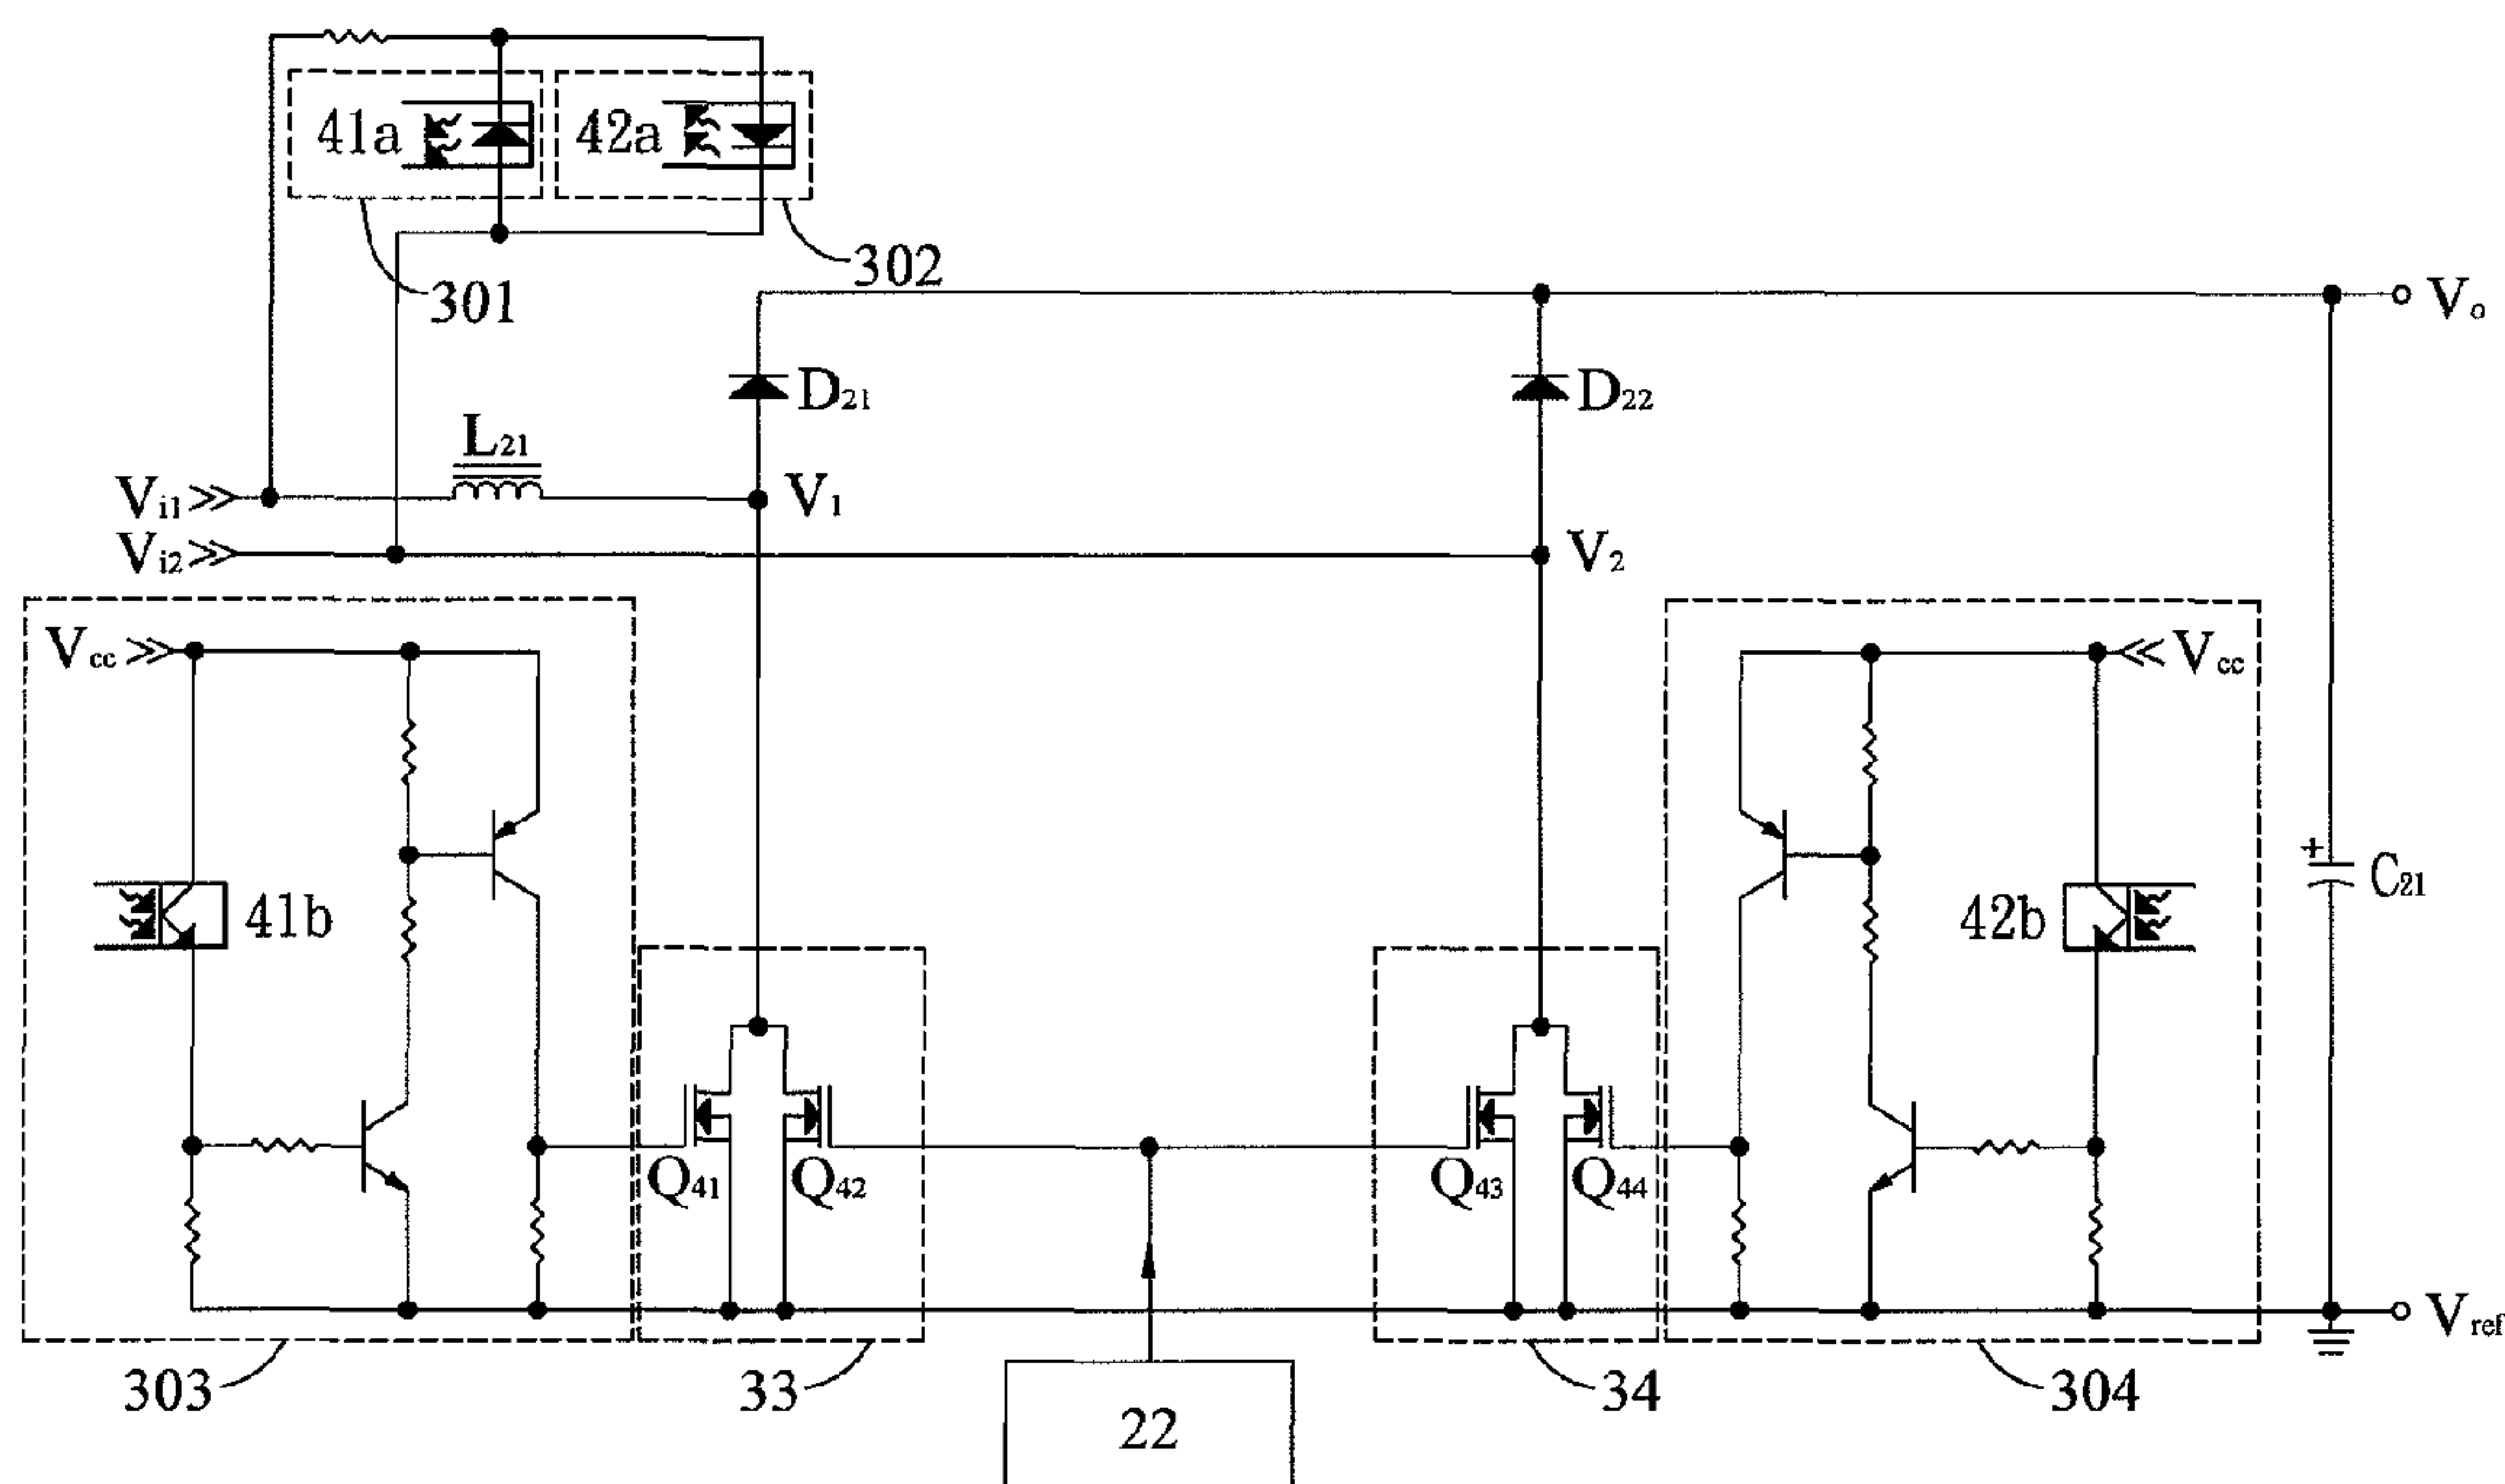 41a
42a
302
301
Vo
D21
D22
L21
Vi1
V1
Vi2
V2
Vcc
Vcc
+
C21
41b
42b
Q41
Q42
Q43
Q44
Vref
303
33
34
304
22